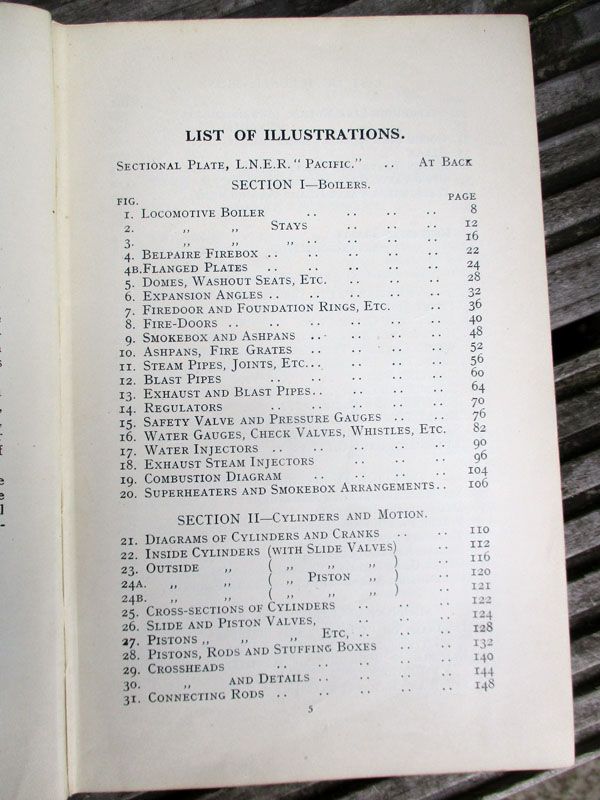 LIST OF ILLUSTRATIONS.
SECTIONAL PLATE, L.N.E.R. "PACIFIC." .. AT BACK
SECTION I—BOILERS.
FIG. PAGE
1. LOCOMOTIVE BOILER .. .. .. .. 8
2. ,, ,, STAYS .. .. .. .. 12
3. ,, ,, ,, .. .. .. .. 16
4. BELPAIRE FIREBOX .. .. .. .. .. 22
4B. FLANGED PLATES .. .. .. .. .. 24
5. DOMES, WASHOUT SEATS, ETC. .. .. .. 28
6. EXPANSION ANGLES .. .. .. .. .. 32
7. FIREDOOR AND FOUNDATION RINGS, ETC. .. 36
8. FIRE-DOORS .. .. .. .. .. .. 40
9. SMOKEBOX AND ASHPANS .. .. .. .. 48
10. ASHPANS, FIRE GRATES .. .. .. .. 52
11. STEAM PIPES, JOINTS, ETC... .. .. .. 56
12. BLAST PIPES .. .. .. .. .. 60
13. EXHAUST AND BLAST PIPES.. .. .. .. 64
14. REGULATORS .. .. .. .. .. 70
15. SAFETY VALVE AND PRESSURE GAUGES .. .. 76
16. WATER GAUGES, CHECK VALVES, WHISTLES, ETC. 82
17. WATER INJECTORS .. .. .. .. .. 90
18. EXHAUST STEAM INJECTORS .. .. .. 96
19. COMBUSTION DIAGRAM .. .. .. .. 104
20. SUPERHEATERS AND SMOKEBOX ARRANGEMENTS.. 106
SECTION II—CYLINDERS AND MOTION.
21. DIAGRAMS OF CYLINDERS AND CRANKS .. .. 110
22. INSIDE CYLINDERS (WITH SLIDE VALVES) .. 112
23. OUTSIDE ,, ( ,, ,, ,, ) .. 116
24A. ,, ,, ( ,, PISTON ,, ) .. 120
24B. ,, ,, ( ,, ,, ,, ) .. 121
25. CROSS-SECTIONS OF CYLINDERS .. .. .. 122
26. SLIDE AND PISTON VALVES, .. .. .. 124
27. PISTONS ,, ,, ,, ETC, .. .. .. 128
28. PISTONS, RODS AND STUFFING BOXES .. .. 132
29. CROSSHEADS .. .. .. .. .. 140
30. ,, AND DETAILS .. .. .. .. 144
31. CONNECTING RODS .. .. .. .. .. 148
5